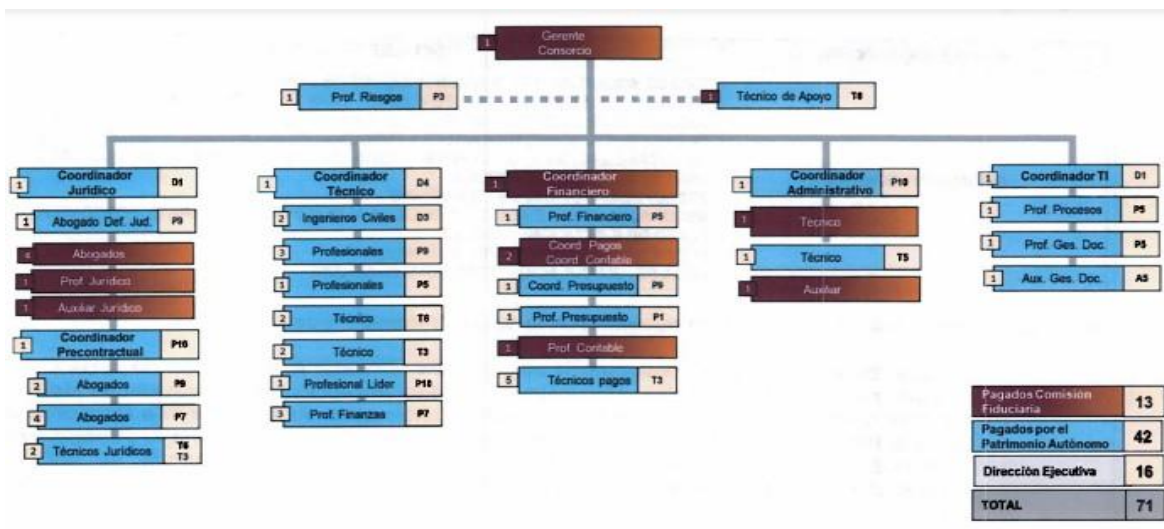 1 Gerente
Consorcio
1 Prof. Riesgos P3
1 Técnico de Apoyo T8
1 Coordinador
Jurídico D1
1 Abogado Def. Jud. P9
4 Abogados
1 Prof Jurídico
1 Auxiliar Jurídico
1 Coordinador
Precontractual P10
2 Abogados P9
4 Abogados P7
2 Técnicos Jurídicos T6
T3
1 Coordinador
Técnico D4
2 Ingenieros Civiles D3
3 Profesionales P9
1 Profesionales P5
2 Técnico T6
2 Técnico T3
1 Profesional Líder P10
3 Prof. Finanzas P7
1 Coordinador
Financiero
1 Prof. Financiero P5
2 Coord Pagos
Coord Contable
1 Coord. Presupuesto P9
1 Prof. Presupuesto P1
1 Prof Contable
5 Técnicos pagos T3
1 Coordinador
Administrativo P10
1 Técnico
1 Técnico T5
1 Auxiliar
1 Coordinador TI D1
1 Prof. Procesos P5
1 Prof. Ges. Doc. P5
1 Aux. Ges. Doc. A5
Pagados Comisión
Fiduciaria 13
Pagados por el
Patrimonio Autónomo 42
Dirección Ejecutiva 16
TOTAL 71